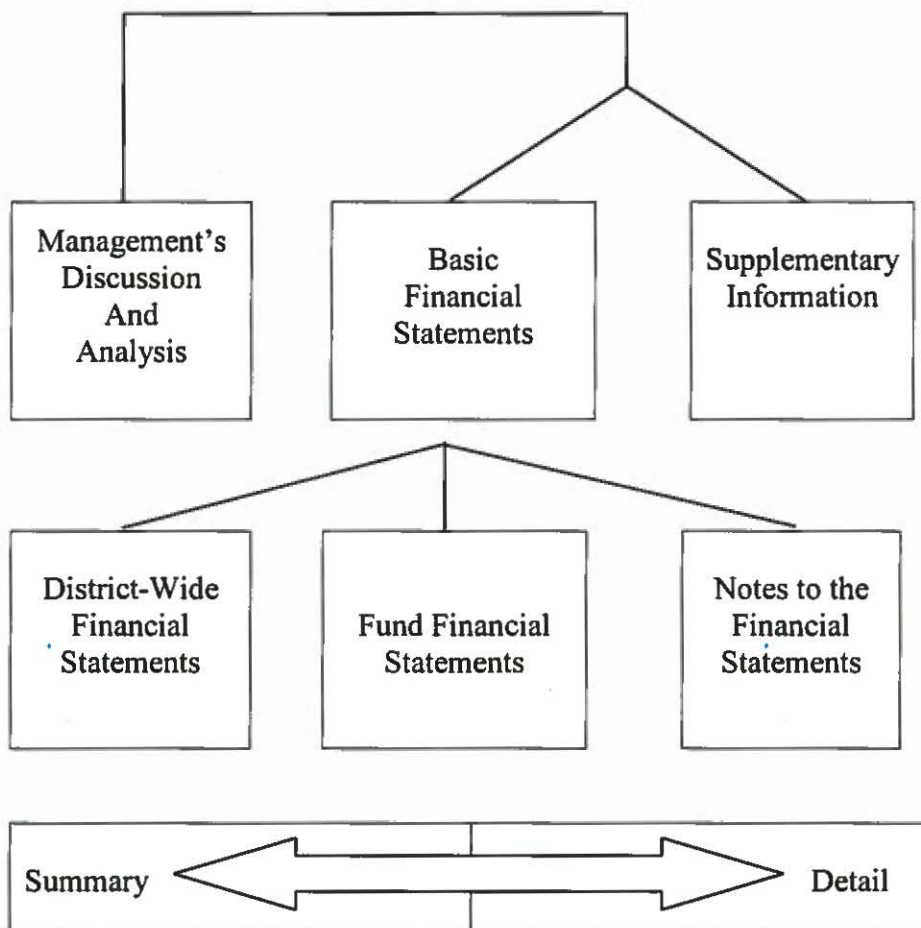 Management's
Discussion
And
Analysis
Basic
Financial
Statements
Supplementary
Information
District-Wide
Financial
Statements
Fund Financial
Statements
Notes to the
Financial
Statements
Summary
Detail